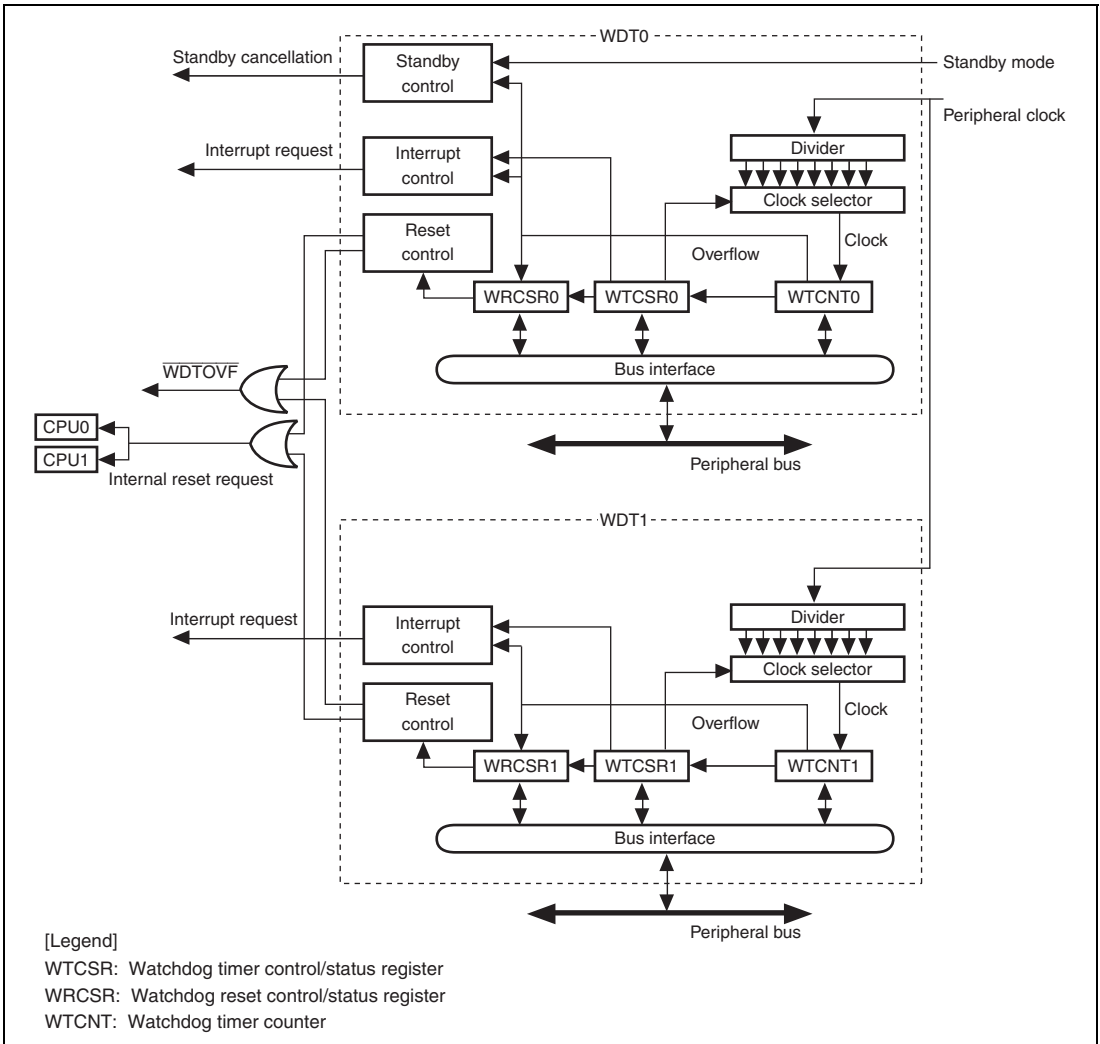 WDT0
Standby cancellation
Standby
control
Standby mode
Peripheral clock
Interrupt request
Interrupt
control
Divider
Clock selector
Reset
control
Clock
Overflow
WRCSR0
WTCSR0
WTCNT0
Bus interface
WDTOVF
CPU0
CPU1
Internal reset request
Peripheral bus
WDT1
Interrupt request
Interrupt
control
Divider
Clock selector
Reset
control
Clock
Overflow
WRCSR1
WTCSR1
WTCNT1
Bus interface
Peripheral bus
[Legend]
WTCSR: Watchdog timer control/status register
WRCSR: Watchdog reset control/status register
WTCNT: Watchdog timer counter